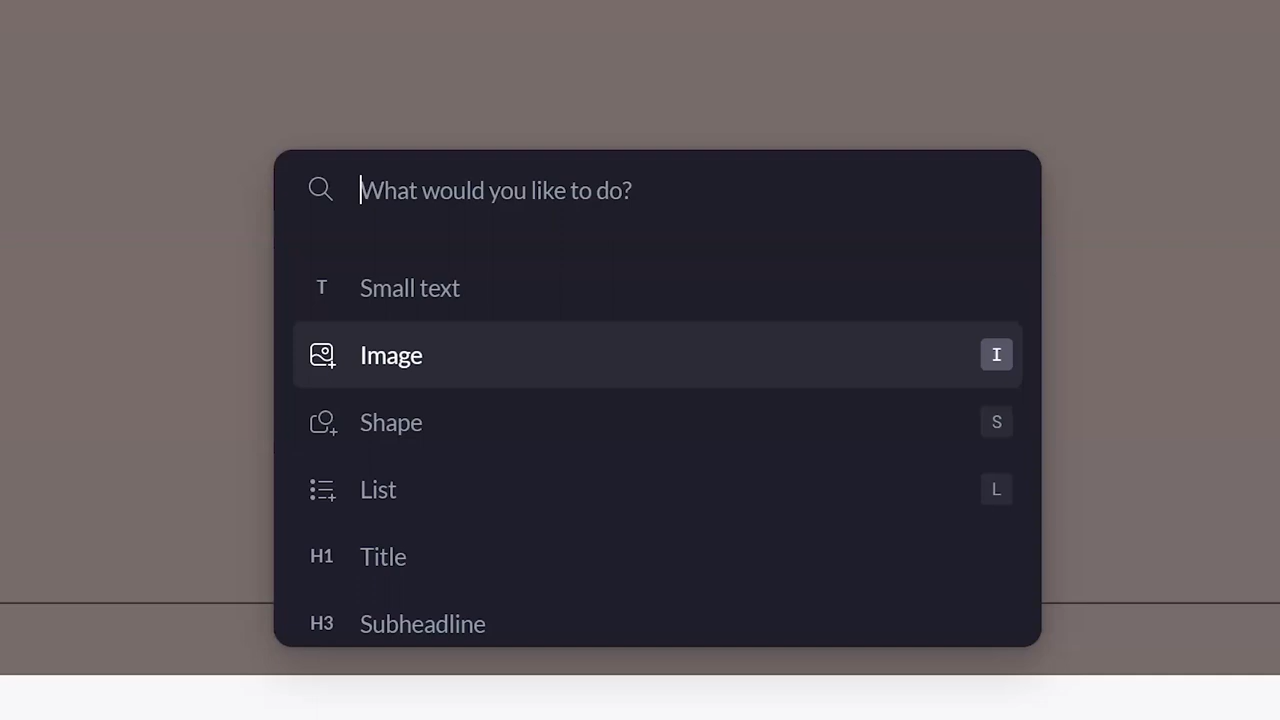 What would you like to do?
T Small text
Image I
Shape S
List L
H1 Title
H3 Subheadline